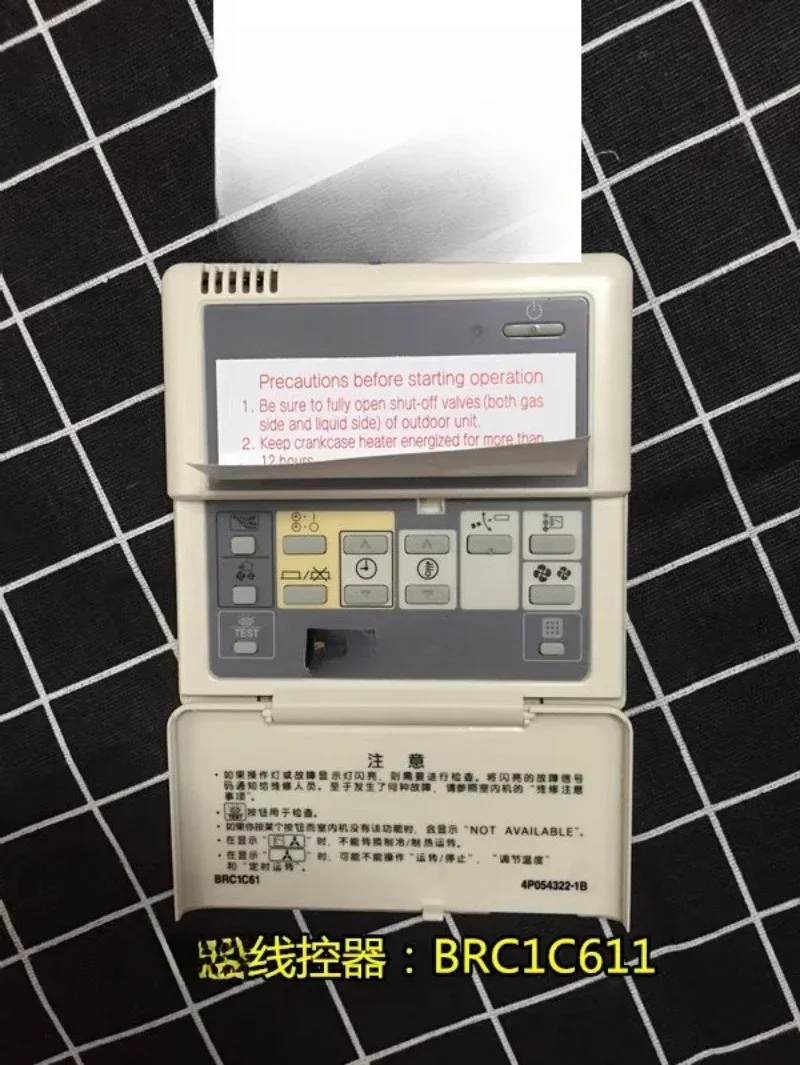 Precautions before starting operation
1. Be sure to fully open shut-off valves (both gas
side and liquid side) of outdoor unit.
2. Keep crankcase heater energized for more than
12 hours
TEST
注 意
·如果操作灯或故障显示灯闪亮，则需要进行检查。将闪亮的故障信号
码通知给维修人员。至于发生了何种故障，请参照室内机的“维修注意
事项”。
· TEST 按钮用于检查。
·如果你按某个按钮而室内机没有该功能时，会显示“NOT AVAILABLE”。
·在显示“ ”时，不能转换制冷/制热运转。
·在显示“ ”时，可能不能操作“运转/停止”，“调节温度”
和“定时运转”。
BRC1C61 4P054322-1B
线控器：BRC1C611